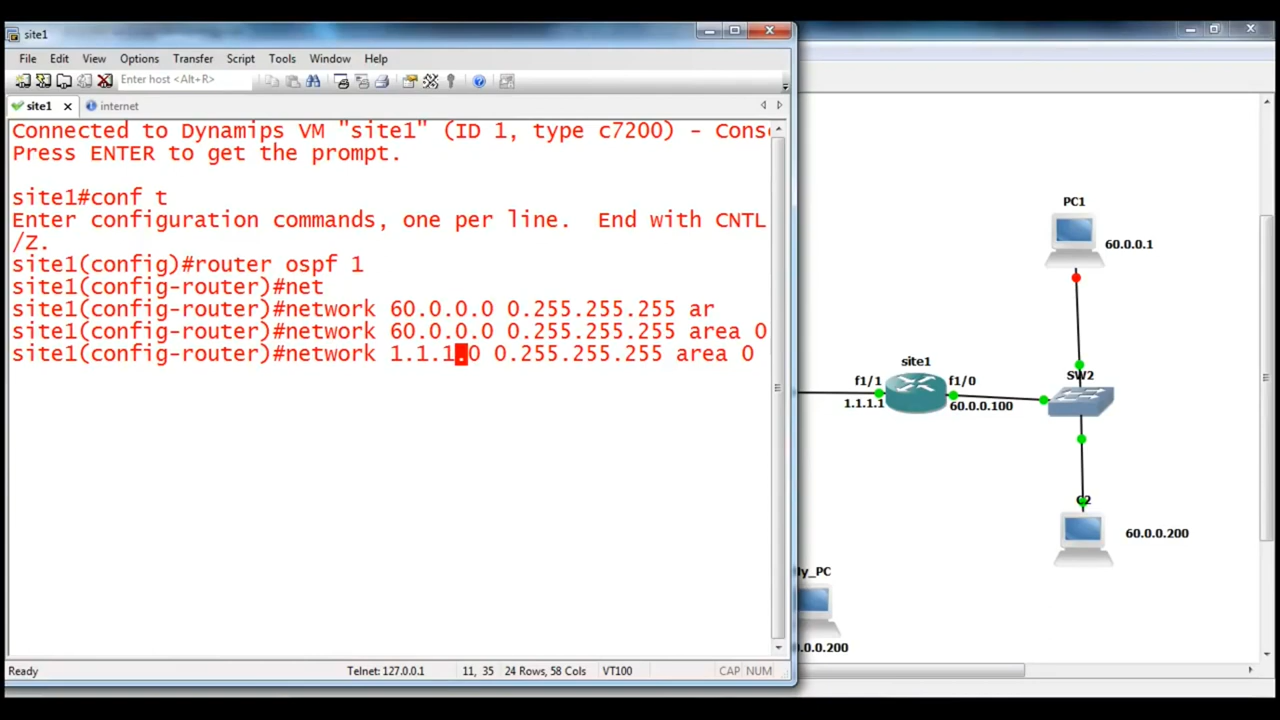 site1
File Edit View Options Transfer Script Tools Window Help
Enter host <Alt+R>
site1 internet
Connected to Dynamips VM "site1" (ID 1, type c7200) - Cons
Press ENTER to get the prompt.
site1#conf t
Enter configuration commands, one per line.  End with CNTL
/Z.
site1(config)#router ospf 1
site1(config-router)#net
site1(config-router)#network 60.0.0.0 0.255.255.255 ar
site1(config-router)#network 60.0.0.0 0.255.255.255 area 0
site1(config-router)#network 1.1.1.0 0.255.255.255 area 0
Ready Telnet: 127.0.0.1 11, 35 24 Rows, 58 Cols VT100 CAP NUM
PC1
60.0.0.1
site1
f1/1 f1/0
1.1.1.1 60.0.0.100
SW2
60.0.0.200
y_PC
.0.0.200